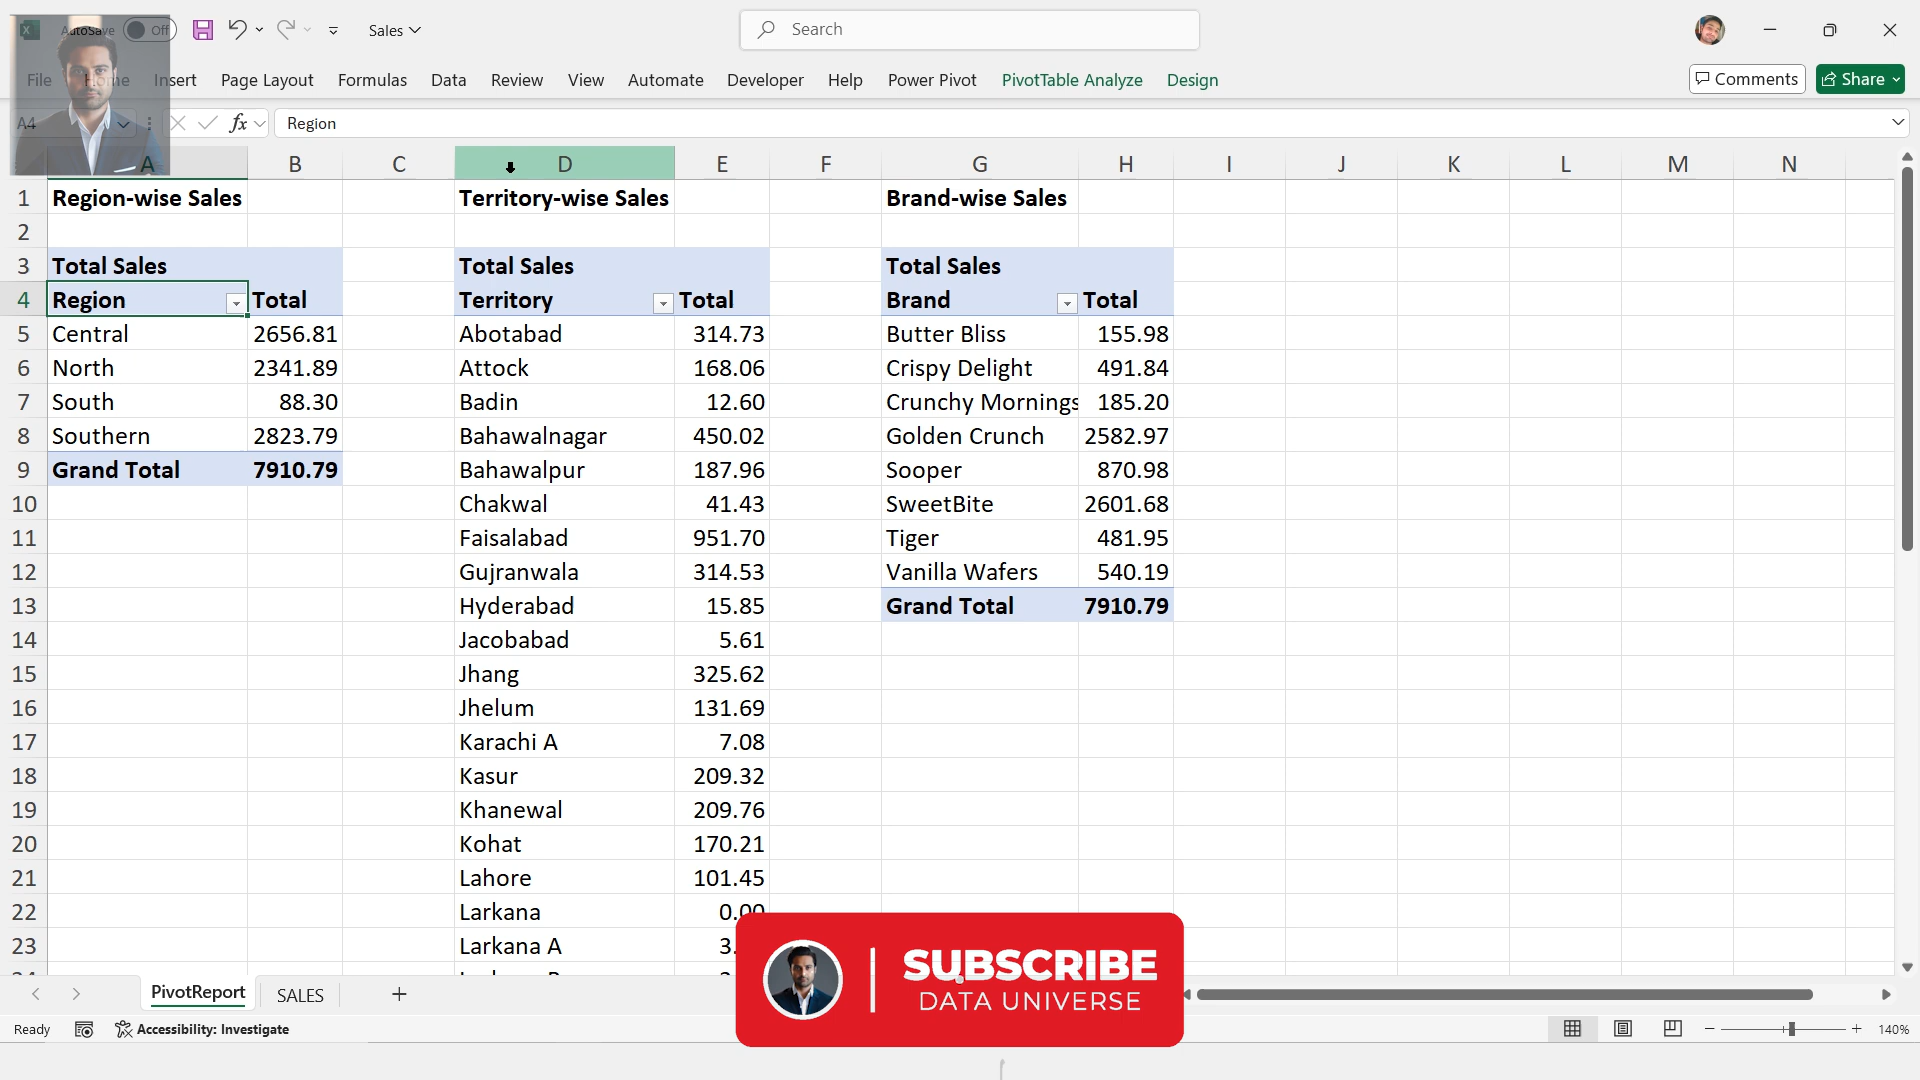 AutoSave Off Sales Search
File Home Insert Page Layout Formulas Data Review View Automate Developer Help Power Pivot PivotTable Analyze Design Comments Share
A4 fx Region
A B C D E F G H I J K L M N
1 Region-wise Sales Territory-wise Sales Brand-wise Sales
2
3 Total Sales Total Sales Total Sales
4 Region Total Territory Total Brand Total
5 Central 2656.81 Abotabad 314.73 Butter Bliss 155.98
6 North 2341.89 Attock 168.06 Crispy Delight 491.84
7 South 88.30 Badin 12.60 Crunchy Mornings 185.20
8 Southern 2823.79 Bahawalnagar 450.02 Golden Crunch 2582.97
9 Grand Total 7910.79 Bahawalpur 187.96 Sooper 870.98
10 Chakwal 41.43 SweetBite 2601.68
11 Faisalabad 951.70 Tiger 481.95
12 Gujranwala 314.53 Vanilla Wafers 540.19
13 Hyderabad 15.85 Grand Total 7910.79
14 Jacobabad 5.61
15 Jhang 325.62
16 Jhelum 131.69
17 Karachi A 7.08
18 Kasur 209.32
19 Khanewal 209.76
20 Kohat 170.21
21 Lahore 101.45
22 Larkana 0.00
23 Larkana A 3.
SUBSCRIBE
DATA UNIVERSE
PivotReport SALES
Ready Accessibility: Investigate 140%